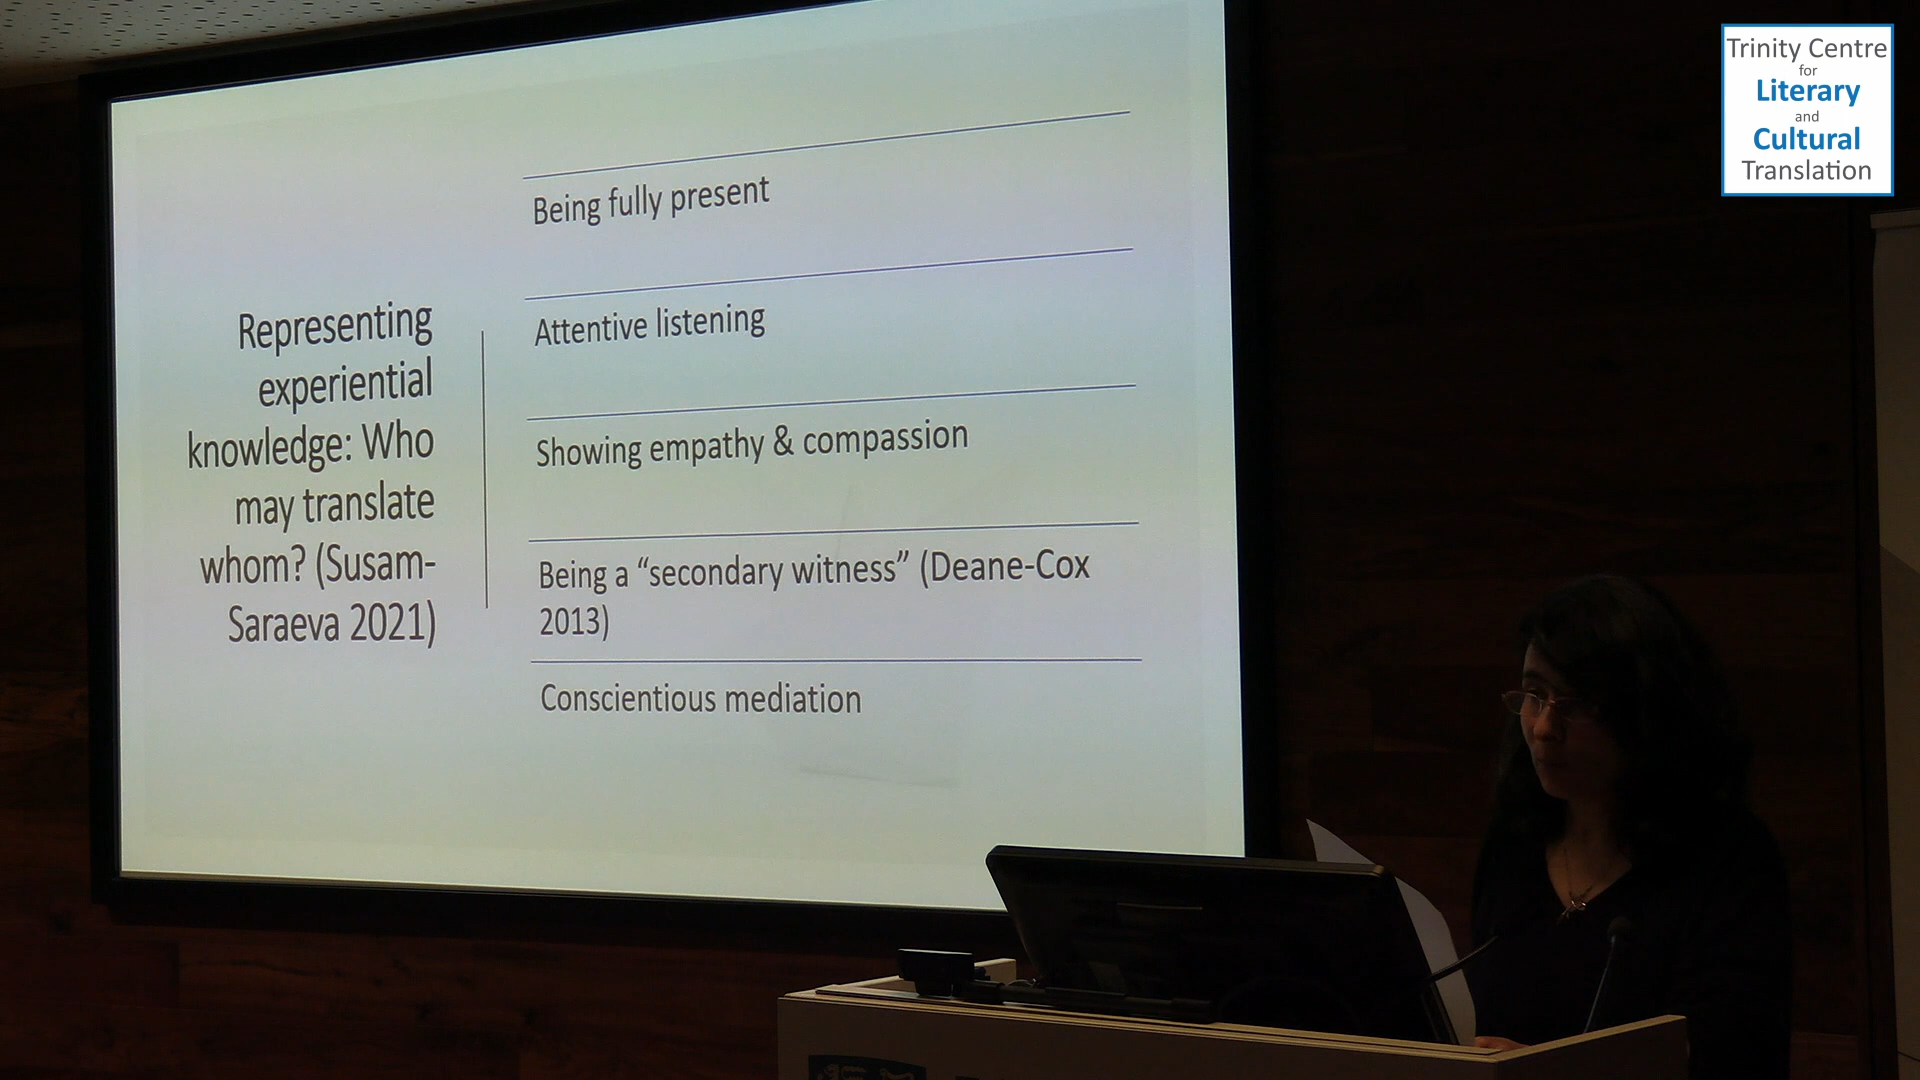 Representing
experiential
knowledge: Who
may translate
whom? (Susam-
Saraeva 2021)
Being fully present
Attentive listening
Showing empathy & compassion
Being a “secondary witness” (Deane-Cox
2013)
Conscientious mediation
Trinity Centre
for
Literary
and
Cultural
Translation